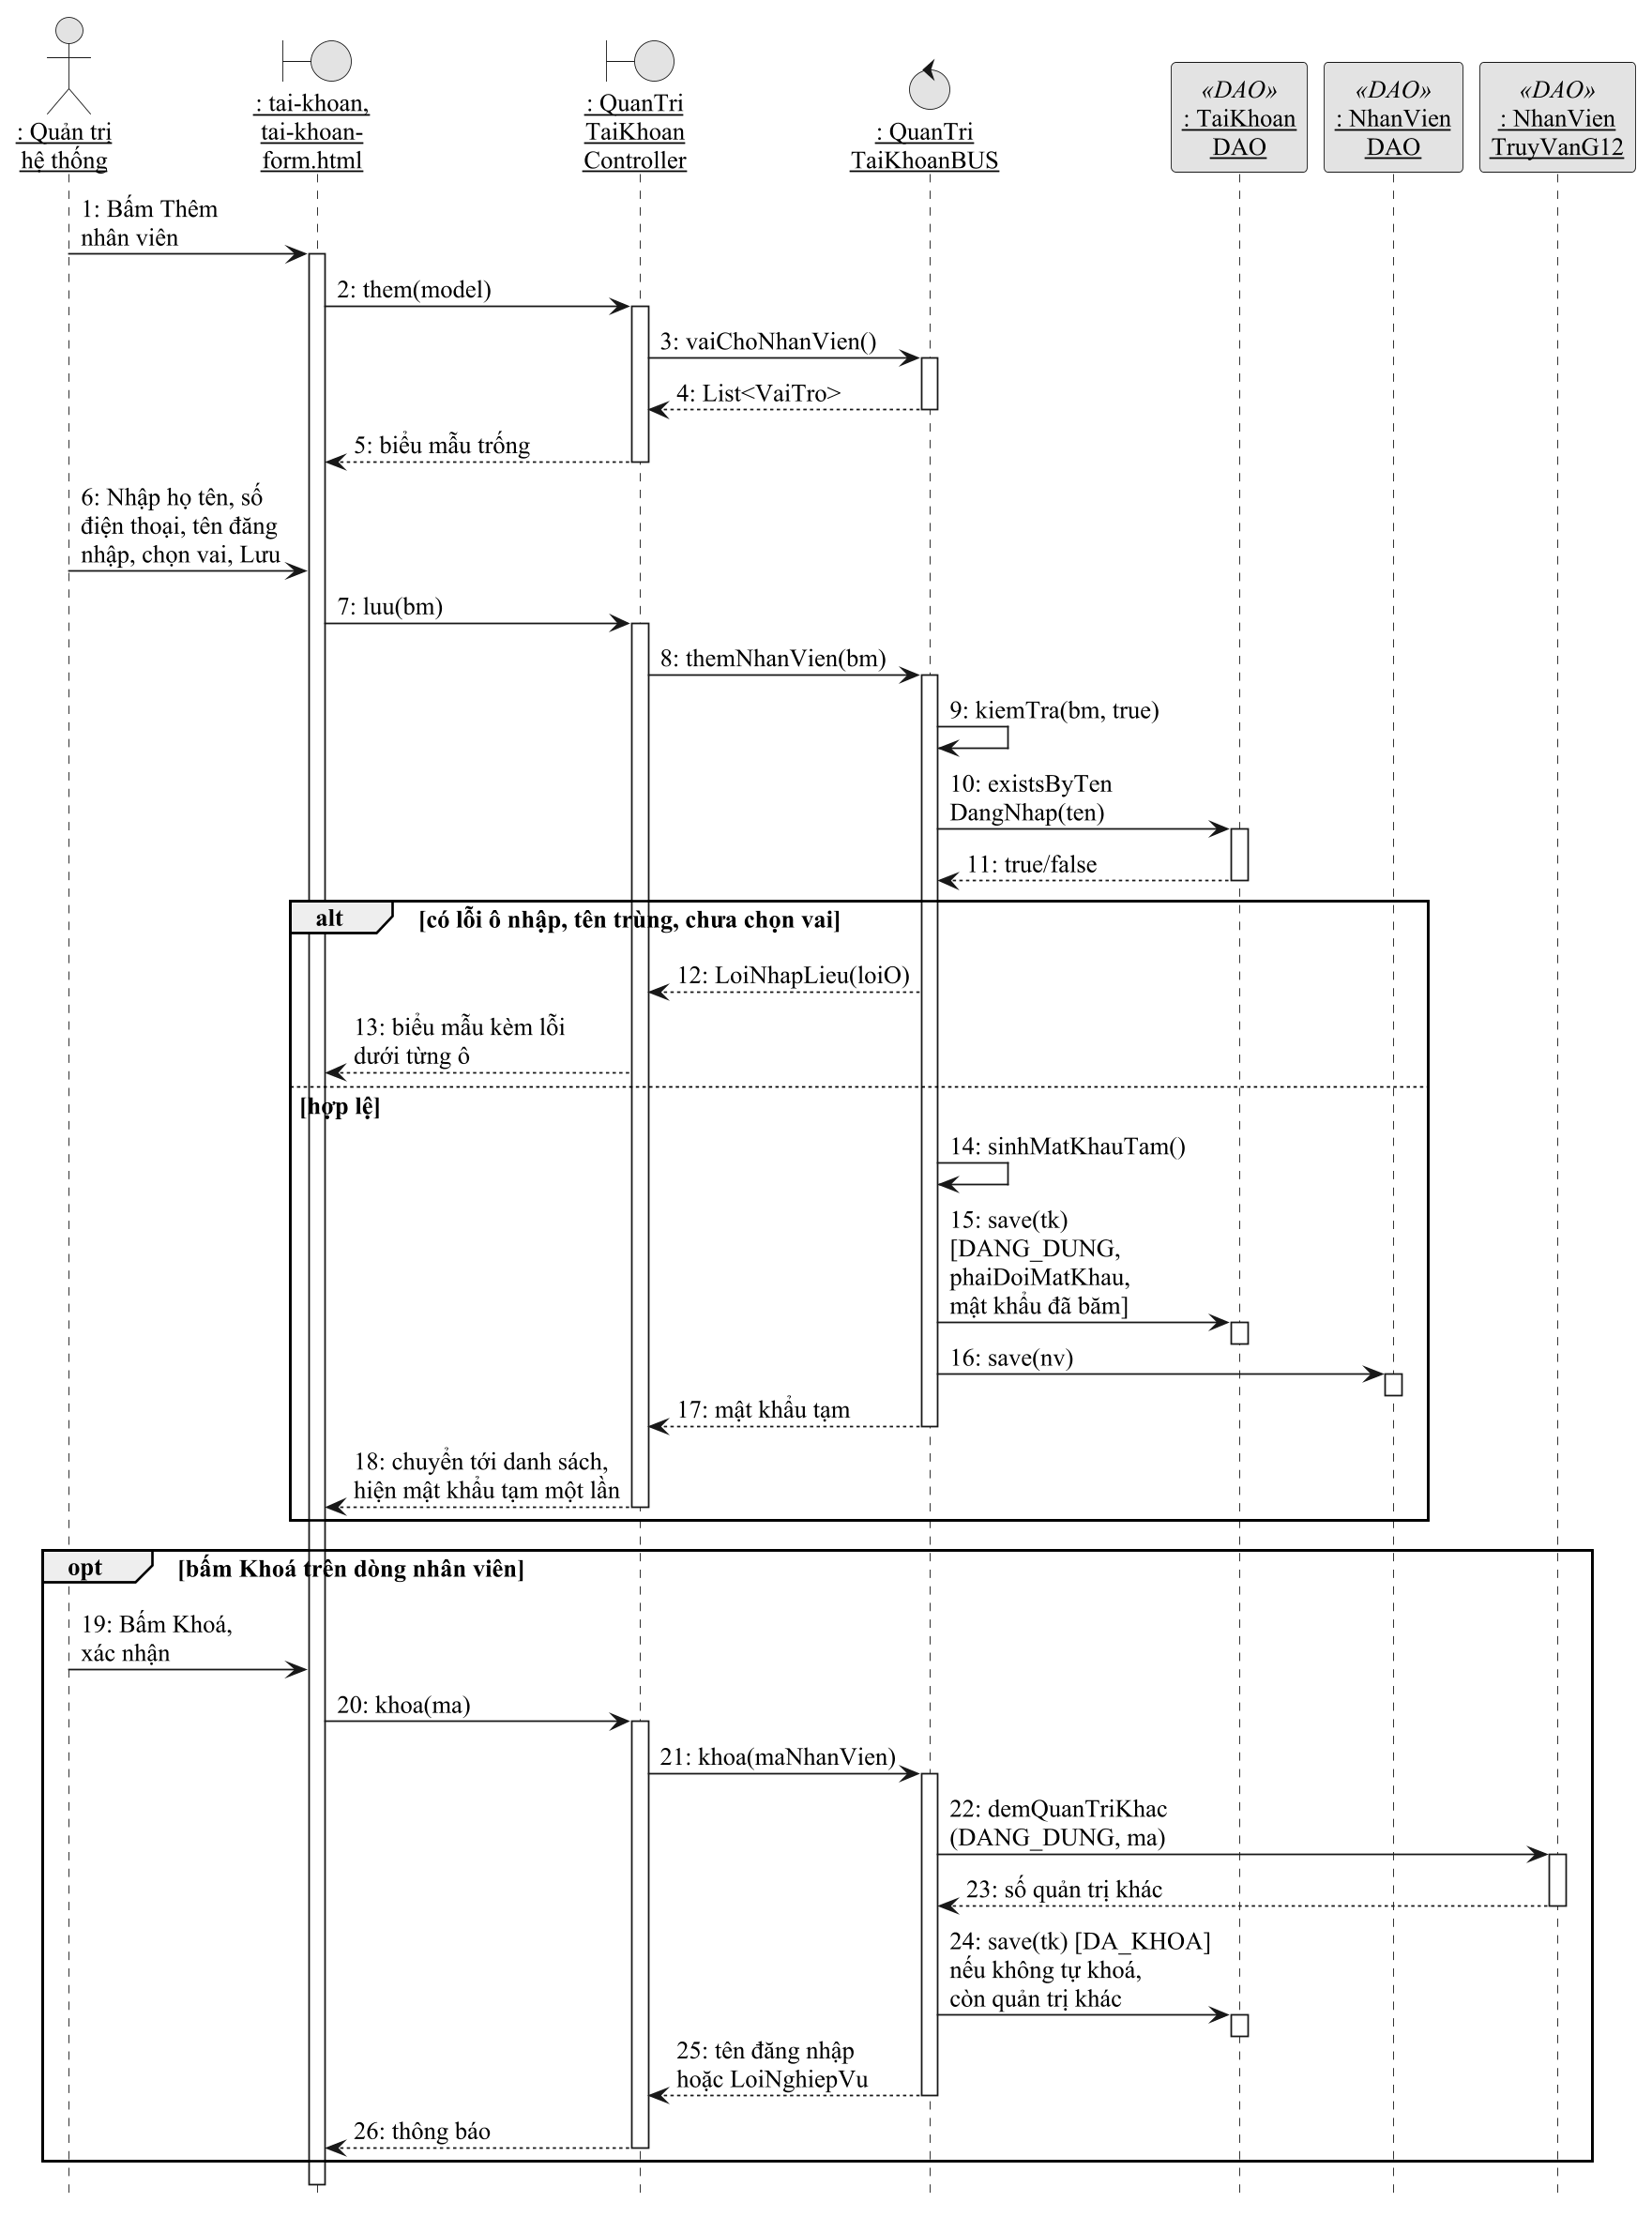 : Quản trị
hệ thống
: tai-khoan,
tai-khoan-
form.html
: QuanTri
TaiKhoan
Controller
: QuanTri
TaiKhoanBUS
«DAO»
: TaiKhoan
DAO
«DAO»
: NhanVien
DAO
«DAO»
: NhanVien
TruyVanG12
1: Bấm Thêm
nhân viên
2: them(model)
3: vaiChoNhanVien()
4: List<VaiTro>
5: biểu mẫu trống
6: Nhập họ tên, số
điện thoại, tên đăng
nhập, chọn vai, Lưu
7: luu(bm)
8: themNhanVien(bm)
9: kiemTra(bm, true)
10: existsByTen
DangNhap(ten)
11: true/false
alt
[có lỗi ô nhập, tên trùng, chưa chọn vai]
12: LoiNhapLieu(loiO)
13: biểu mẫu kèm lỗi
dưới từng ô
[hợp lệ]
14: sinhMatKhauTam()
15: save(tk)
[DANG_DUNG,
phaiDoiMatKhau,
mật khẩu đã băm]
16: save(nv)
17: mật khẩu tạm
18: chuyển tới danh sách,
hiện mật khẩu tạm một lần
opt
[bấm Khoá trên dòng nhân viên]
19: Bấm Khoá,
xác nhận
20: khoa(ma)
21: khoa(maNhanVien)
22: demQuanTriKhac
(DANG_DUNG, ma)
23: số quản trị khác
24: save(tk) [DA_KHOA]
nếu không tự khoá,
còn quản trị khác
25: tên đăng nhập
hoặc LoiNghiepVu
26: thông báo